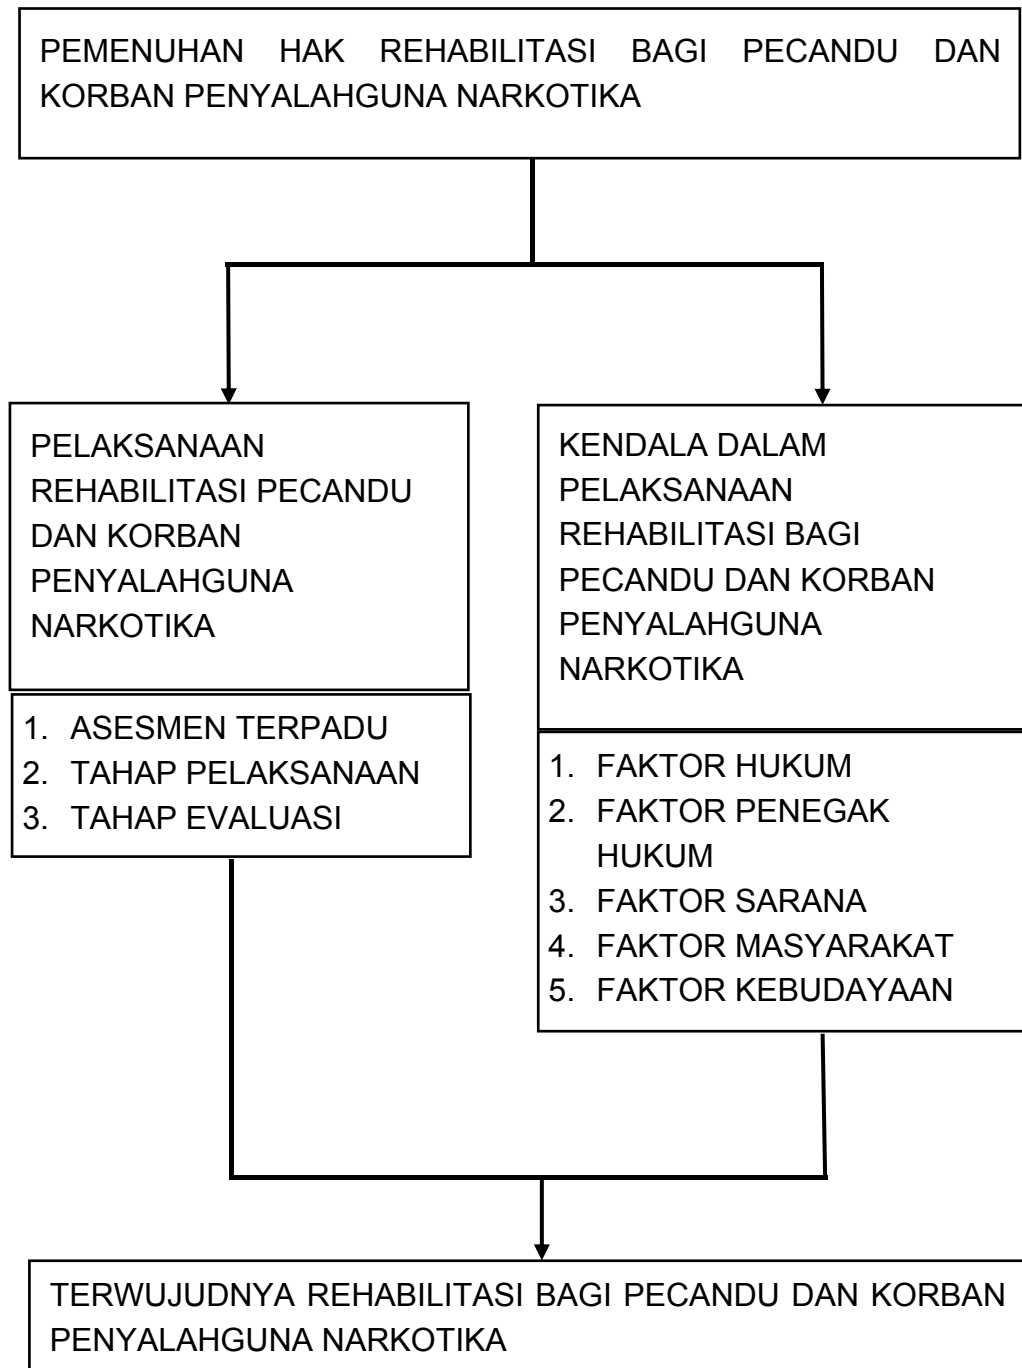 PEMENUHAN HAK REHABILITASI BAGI PECANDU DAN
KORBAN PENYALAHGUNA NARKOTIKA
PELAKSANAAN
REHABILITASI PECANDU
DAN KORBAN
PENYALAHGUNA
NARKOTIKA
1. ASESMEN TERPADU
2. TAHAP PELAKSANAAN
3. TAHAP EVALUASI
KENDALA DALAM
PELAKSANAAN
REHABILITASI BAGI
PECANDU DAN KORBAN
PENYALAHGUNA
NARKOTIKA
1. FAKTOR HUKUM
2. FAKTOR PENEGAK
HUKUM
3. FAKTOR SARANA
4. FAKTOR MASYARAKAT
5. FAKTOR KEBUDAYAAN
TERWUJUDNYA REHABILITASI BAGI PECANDU DAN KORBAN
PENYALAHGUNA NARKOTIKA